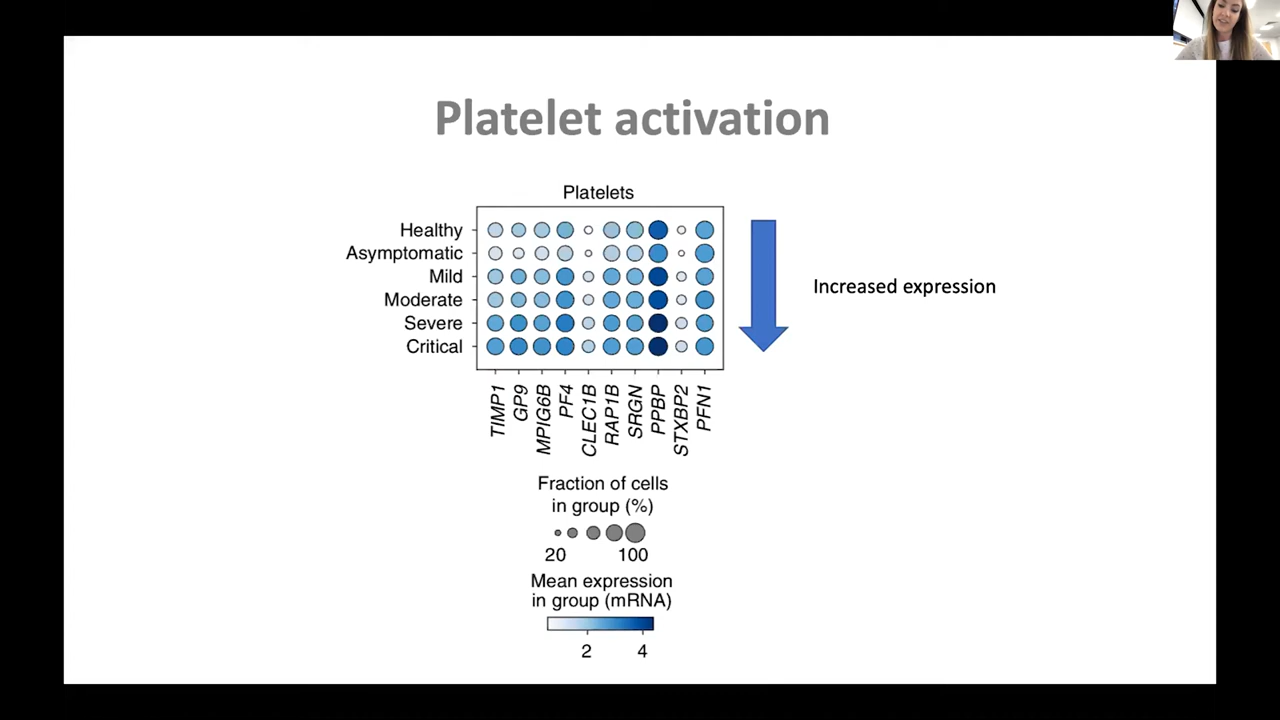 Platelet activation
Platelets
Healthy
Asymptomatic
Mild
Moderate
Severe
Critical
Increased expression
TIMP1
GP9
MPIG6B
PF4
CLEC1B
RAP1B
SRGN
PPBP
STXBP2
PFN1
Fraction of cells
in group (%)
20 100
Mean expression
in group (mRNA)
2 4